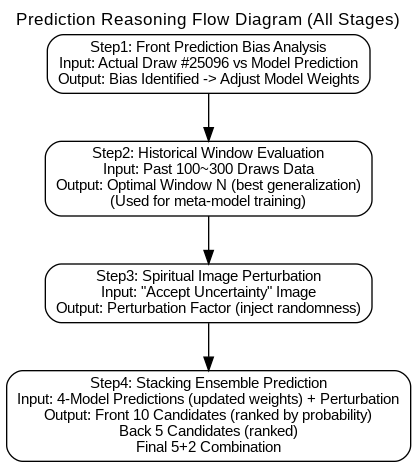 Prediction Reasoning Flow Diagram (All Stages)
Step1: Front Prediction Bias Analysis
Input: Actual Draw #25096 vs Model Prediction
Output: Bias Identified -> Adjust Model Weights
Step2: Historical Window Evaluation
Input: Past 100~300 Draws Data
Output: Optimal Window N (best generalization)
(Used for meta-model training)
Step3: Spiritual Image Perturbation
Input: "Accept Uncertainty" Image
Output: Perturbation Factor (inject randomness)
Step4: Stacking Ensemble Prediction
Input: 4-Model Predictions (updated weights) + Perturbation
Output: Front 10 Candidates (ranked by probability)
Back 5 Candidates (ranked)
Final 5+2 Combination